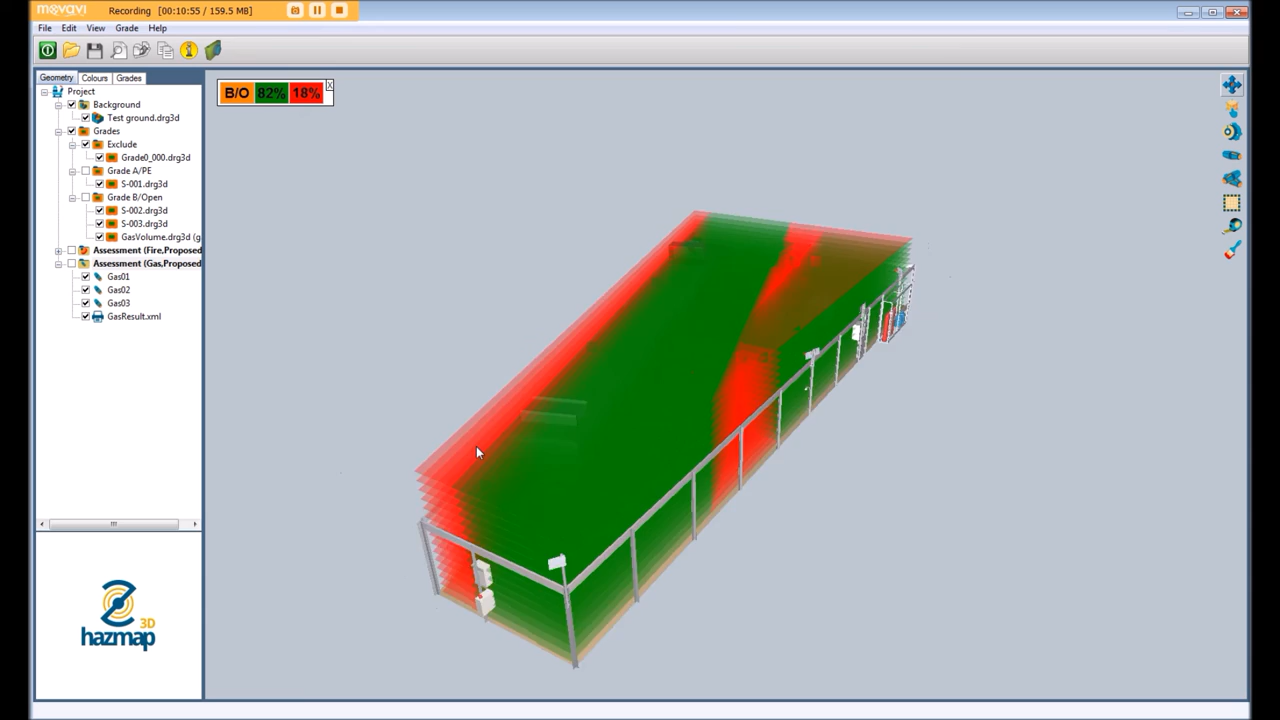 movavi Recording [00:10:55 / 159.5 MB]
File Edit View Grade Help
Geometry Colours Grades
Project
Background
Test ground.drg3d
Grades
Exclude
Grade0_000.drg3d
Grade A/PE
S-001.drg3d
Grade B/Open
S-002.drg3d
S-003.drg3d
GasVolume.drg3d (g
Assessment (Fire,Proposed
Assessment (Gas,Proposed
Gas01
Gas02
Gas03
GasResult.xml
B/O 82% 18% X
3D
hazmap